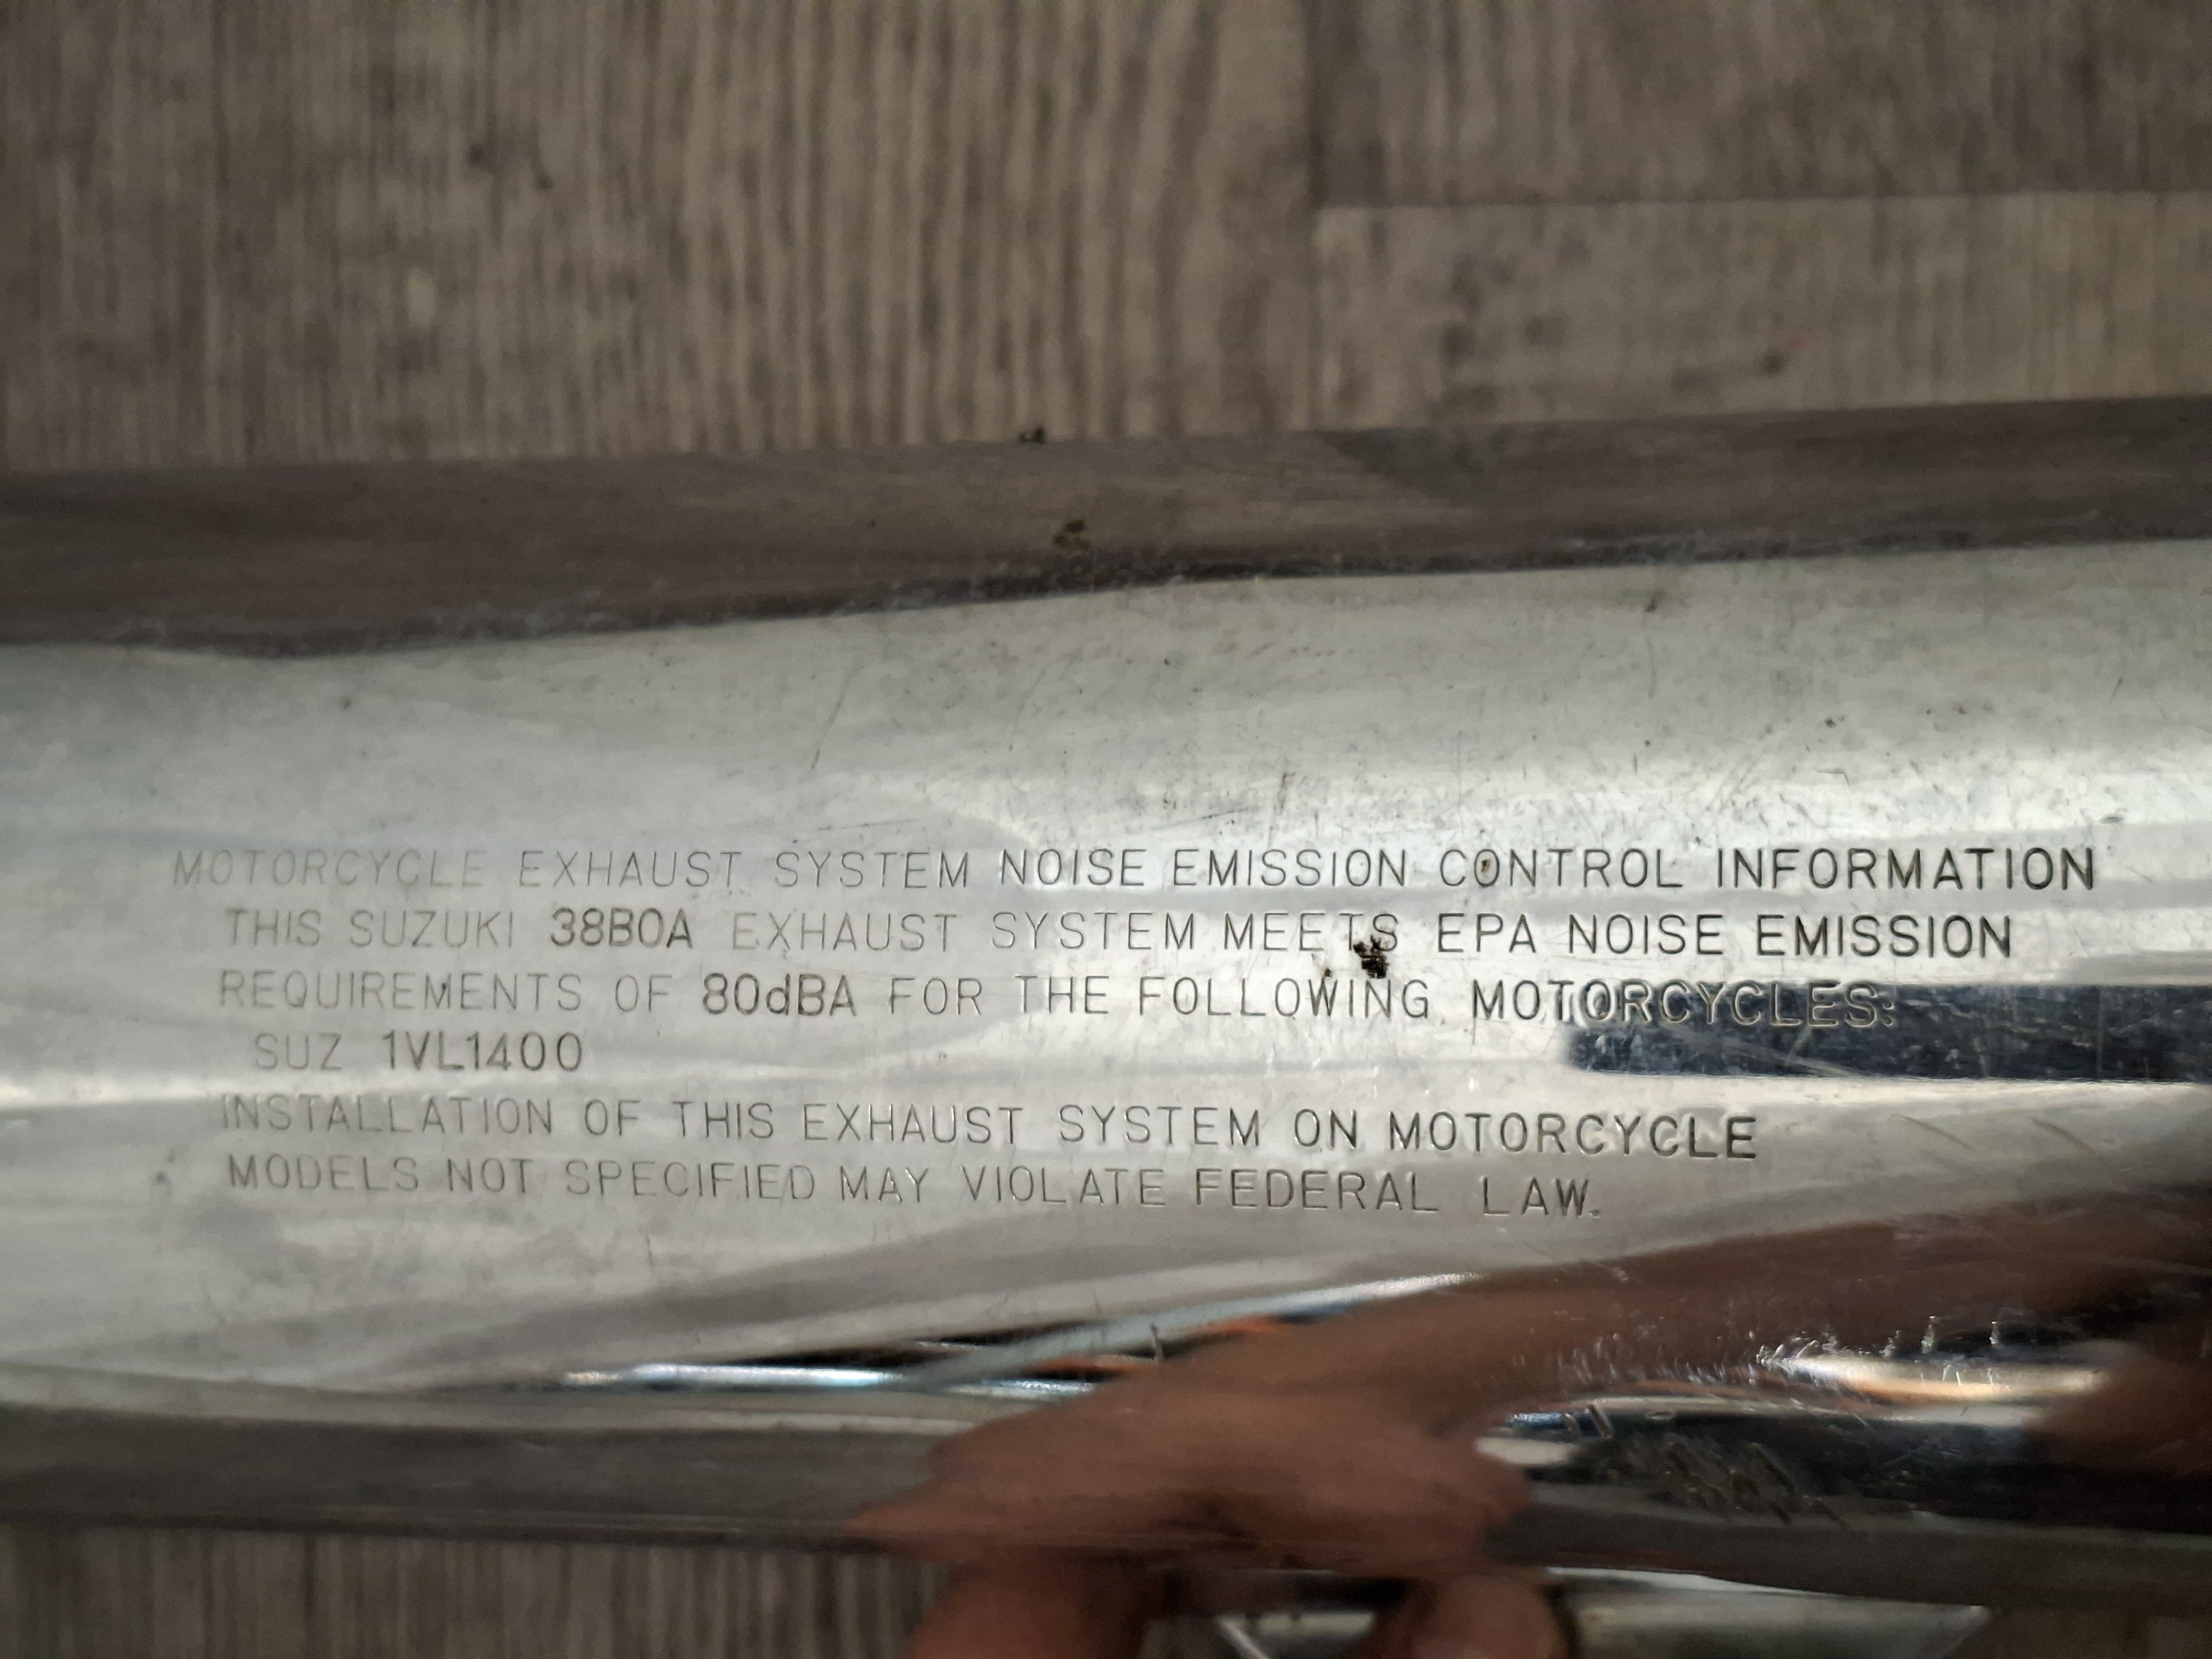 MOTORCYCLE EXHAUST SYSTEM NOISE EMISSION CONTROL INFORMATION
THIS SUZUKI 38B0A EXHAUST SYSTEM MEETS EPA NOISE EMISSION
REQUIREMENTS OF 80dBA FOR THE FOLLOWING MOTORCYCLES:
SUZ 1VL1400
INSTALLATION OF THIS EXHAUST SYSTEM ON MOTORCYCLE
MODELS NOT SPECIFIED MAY VIOLATE FEDERAL LAW.